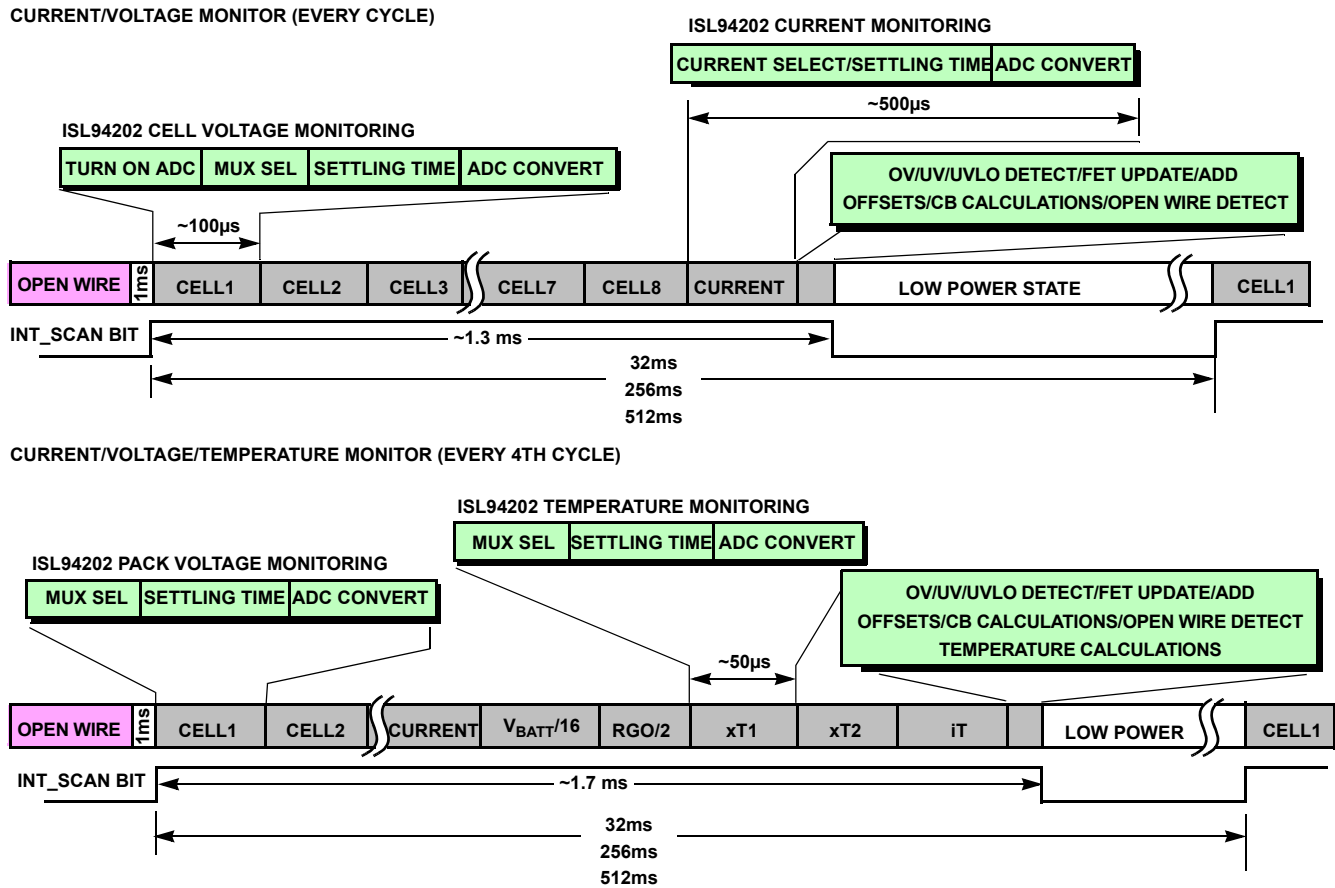 CURRENT/VOLTAGE MONITOR (EVERY CYCLE)
ISL94202 CURRENT MONITORING
CURRENT SELECT/SETTLING TIME ADC CONVERT
~500µs
ISL94202 CELL VOLTAGE MONITORING
TURN ON ADC MUX SEL SETTLING TIME ADC CONVERT
OV/UV/UVLO DETECT/FET UPDATE/ADD
OFFSETS/CB CALCULATIONS/OPEN WIRE DETECT
~100µs
OPEN WIRE 1ms CELL1 CELL2 CELL3 CELL7 CELL8 CURRENT LOW POWER STATE CELL1
INT_SCAN BIT
~1.3 ms
32ms
256ms
512ms
CURRENT/VOLTAGE/TEMPERATURE MONITOR (EVERY 4TH CYCLE)
ISL94202 TEMPERATURE MONITORING
MUX SEL SETTLING TIME ADC CONVERT
ISL94202 PACK VOLTAGE MONITORING
MUX SEL SETTLING TIME ADC CONVERT
OV/UV/UVLO DETECT/FET UPDATE/ADD
OFFSETS/CB CALCULATIONS/OPEN WIRE DETECT
TEMPERATURE CALCULATIONS
~50µs
OPEN WIRE 1ms CELL1 CELL2 CURRENT VBATT/16 RGO/2 xT1 xT2 iT LOW POWER CELL1
INT_SCAN BIT
~1.7 ms
32ms
256ms
512ms